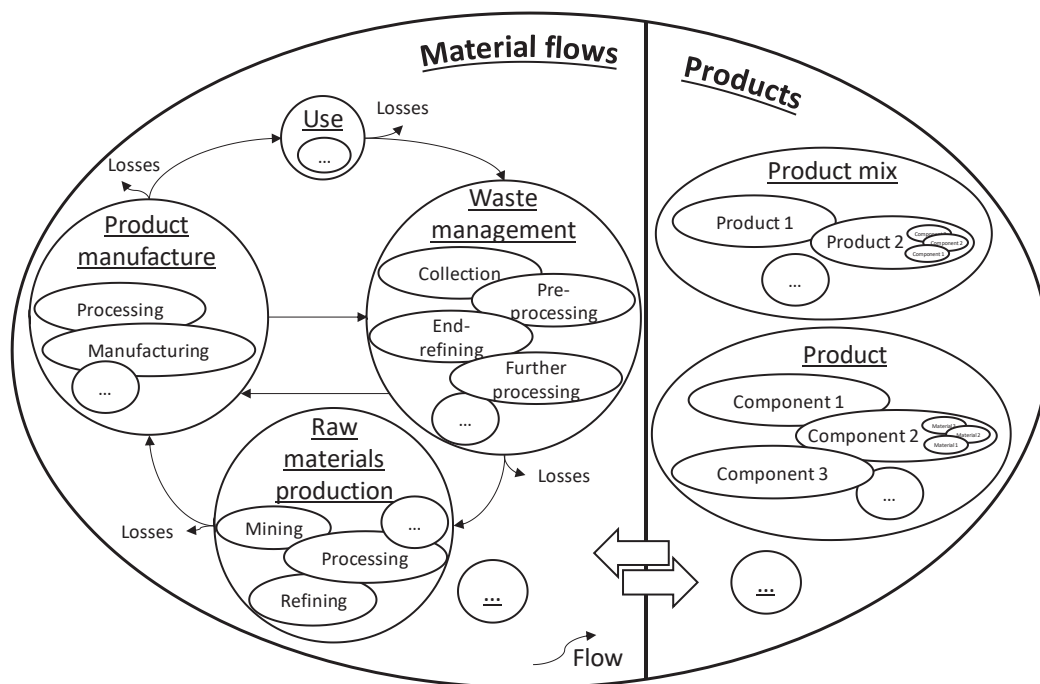 Material flows
Use
...
Losses
Losses
Product
manufacture
Processing
Manufacturing
...
Waste
management
Collection
Pre-
processing
End-
refining
Further
processing
...
Losses
Raw
materials
production
...
Mining
Processing
Refining
Losses
...
Flow
Products
Product mix
Product 1
Product 2
Component 2
Component 1
...
Product
Component 1
Component 2
Material 2
Material 1
Component 3
...
...